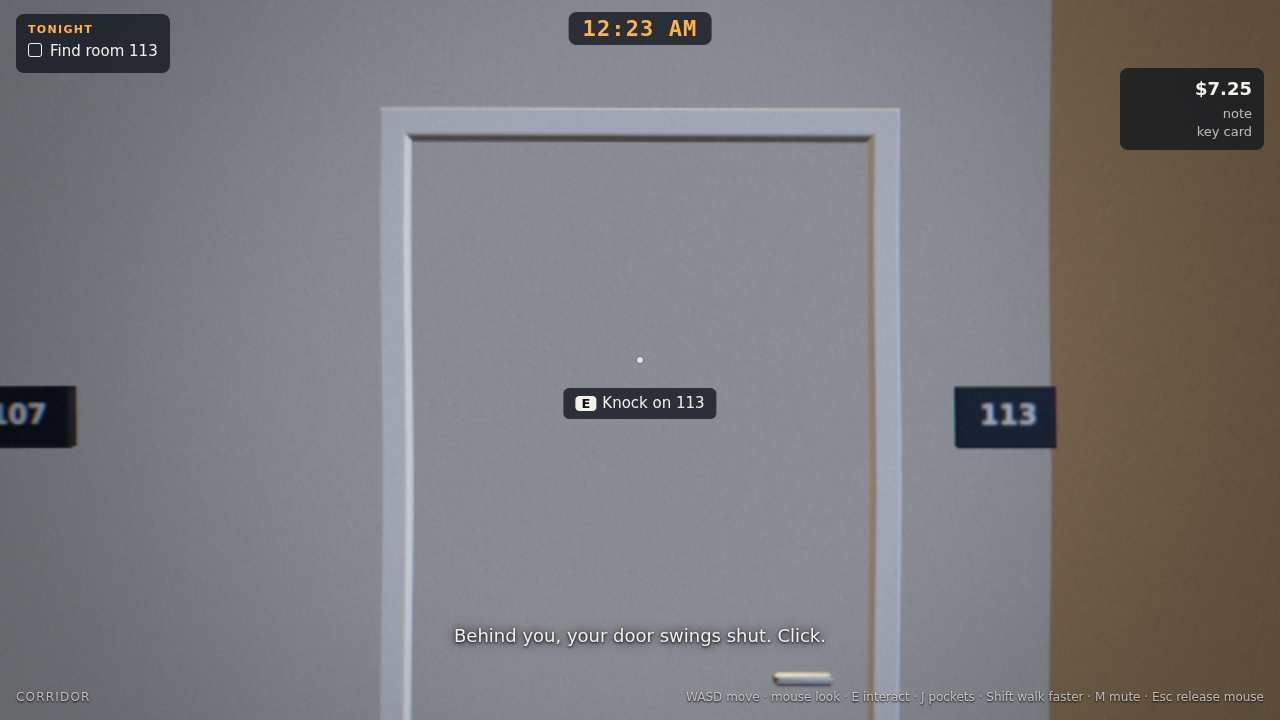 TONIGHT
Find room 113
12:23 AM
$7.25
note
key card
E Knock on 113
107
113
Behind you, your door swings shut. Click.
CORRIDOR
WASD move · mouse look · E interact · J pockets · Shift walk faster · M mute · Esc release mouse